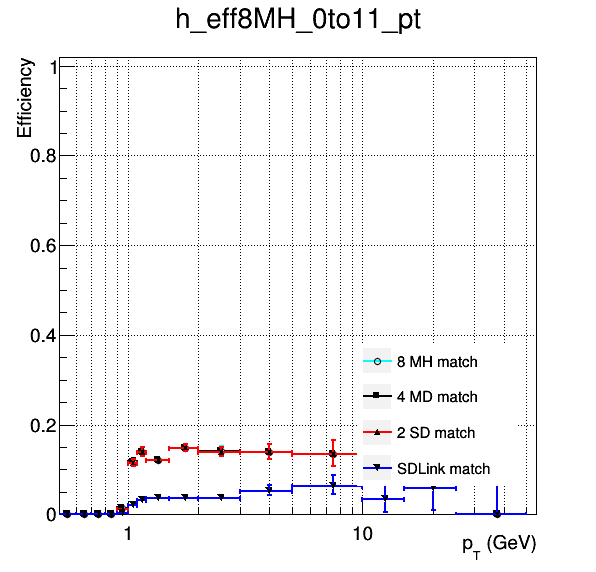 h_eff8MH_0to11_pt
Efficiency
1
0.8
0.6
0.4
0.2
0
8 MH match
4 MD match
2 SD match
SDLink match
1
10
p_T (GeV)